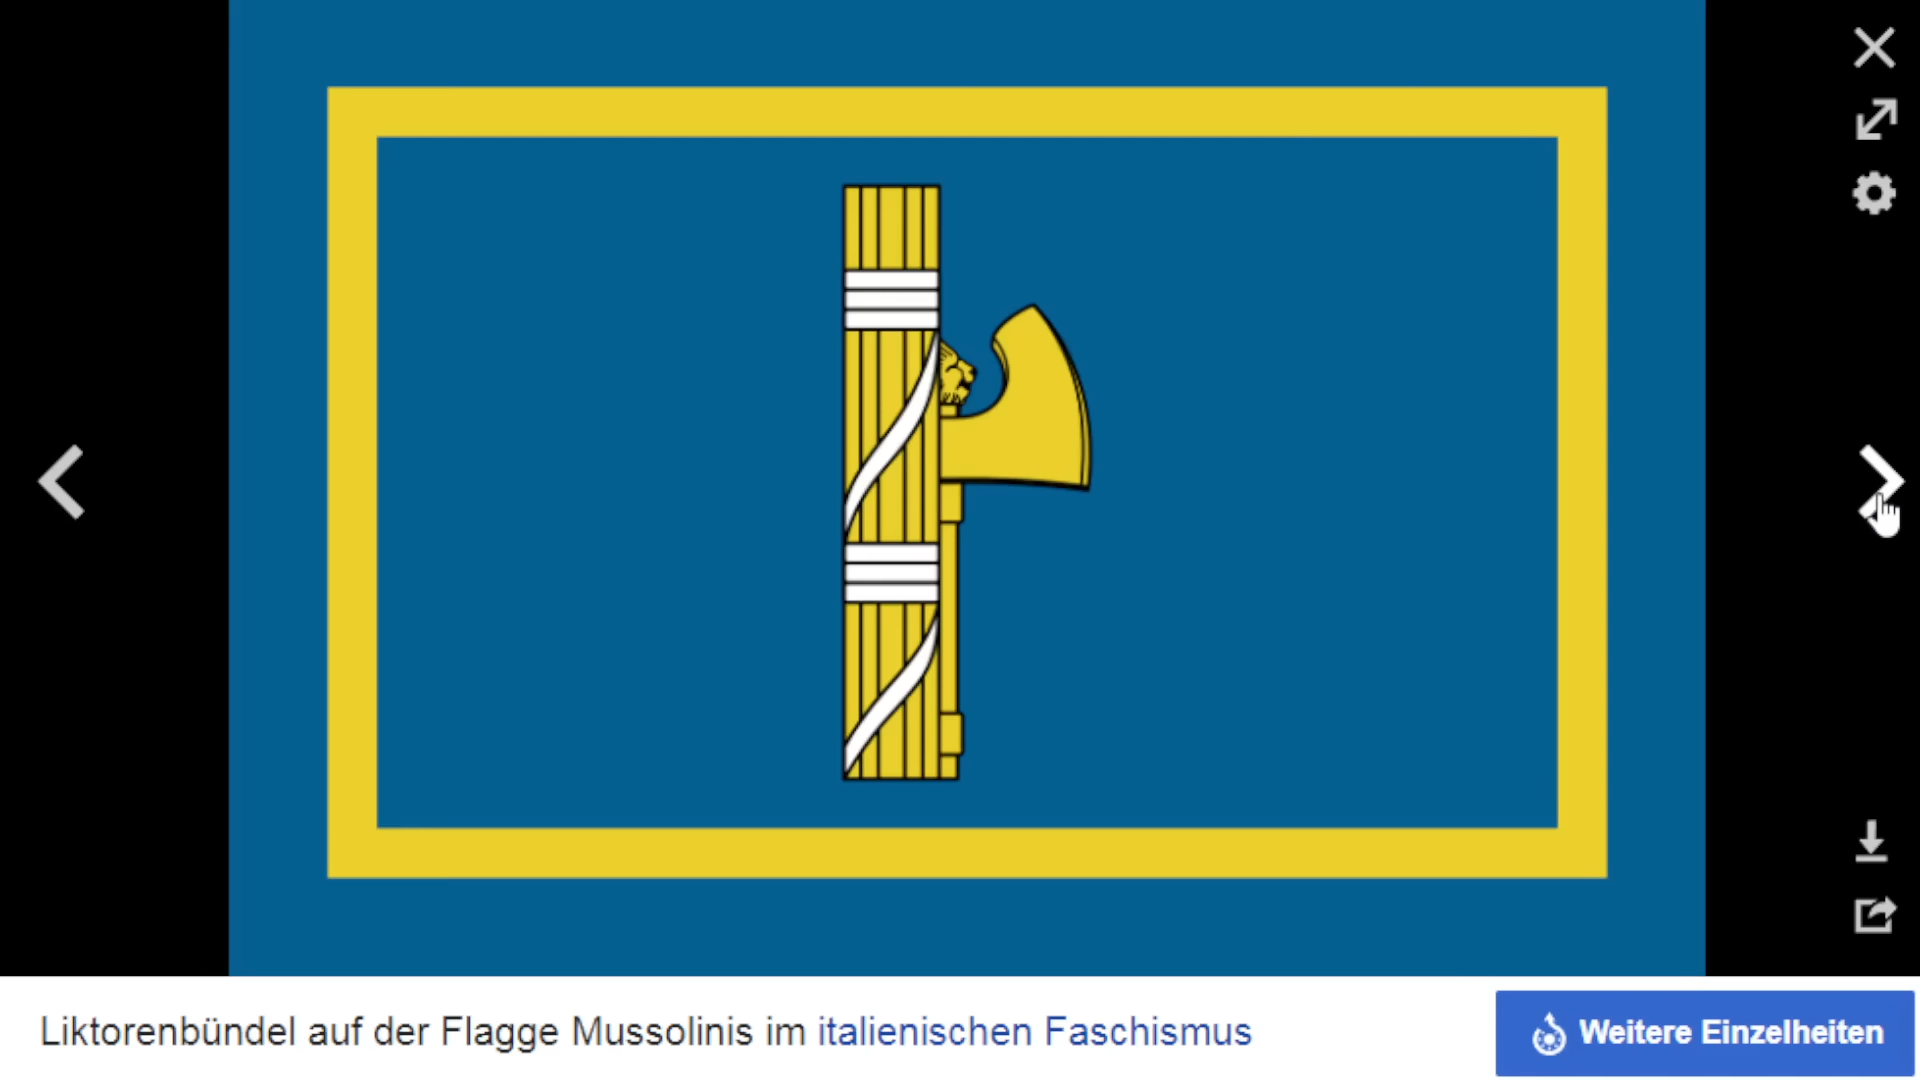 Liktorenbündel auf der Flagge Mussolinis im italienischen Faschismus
Weitere Einzelheiten